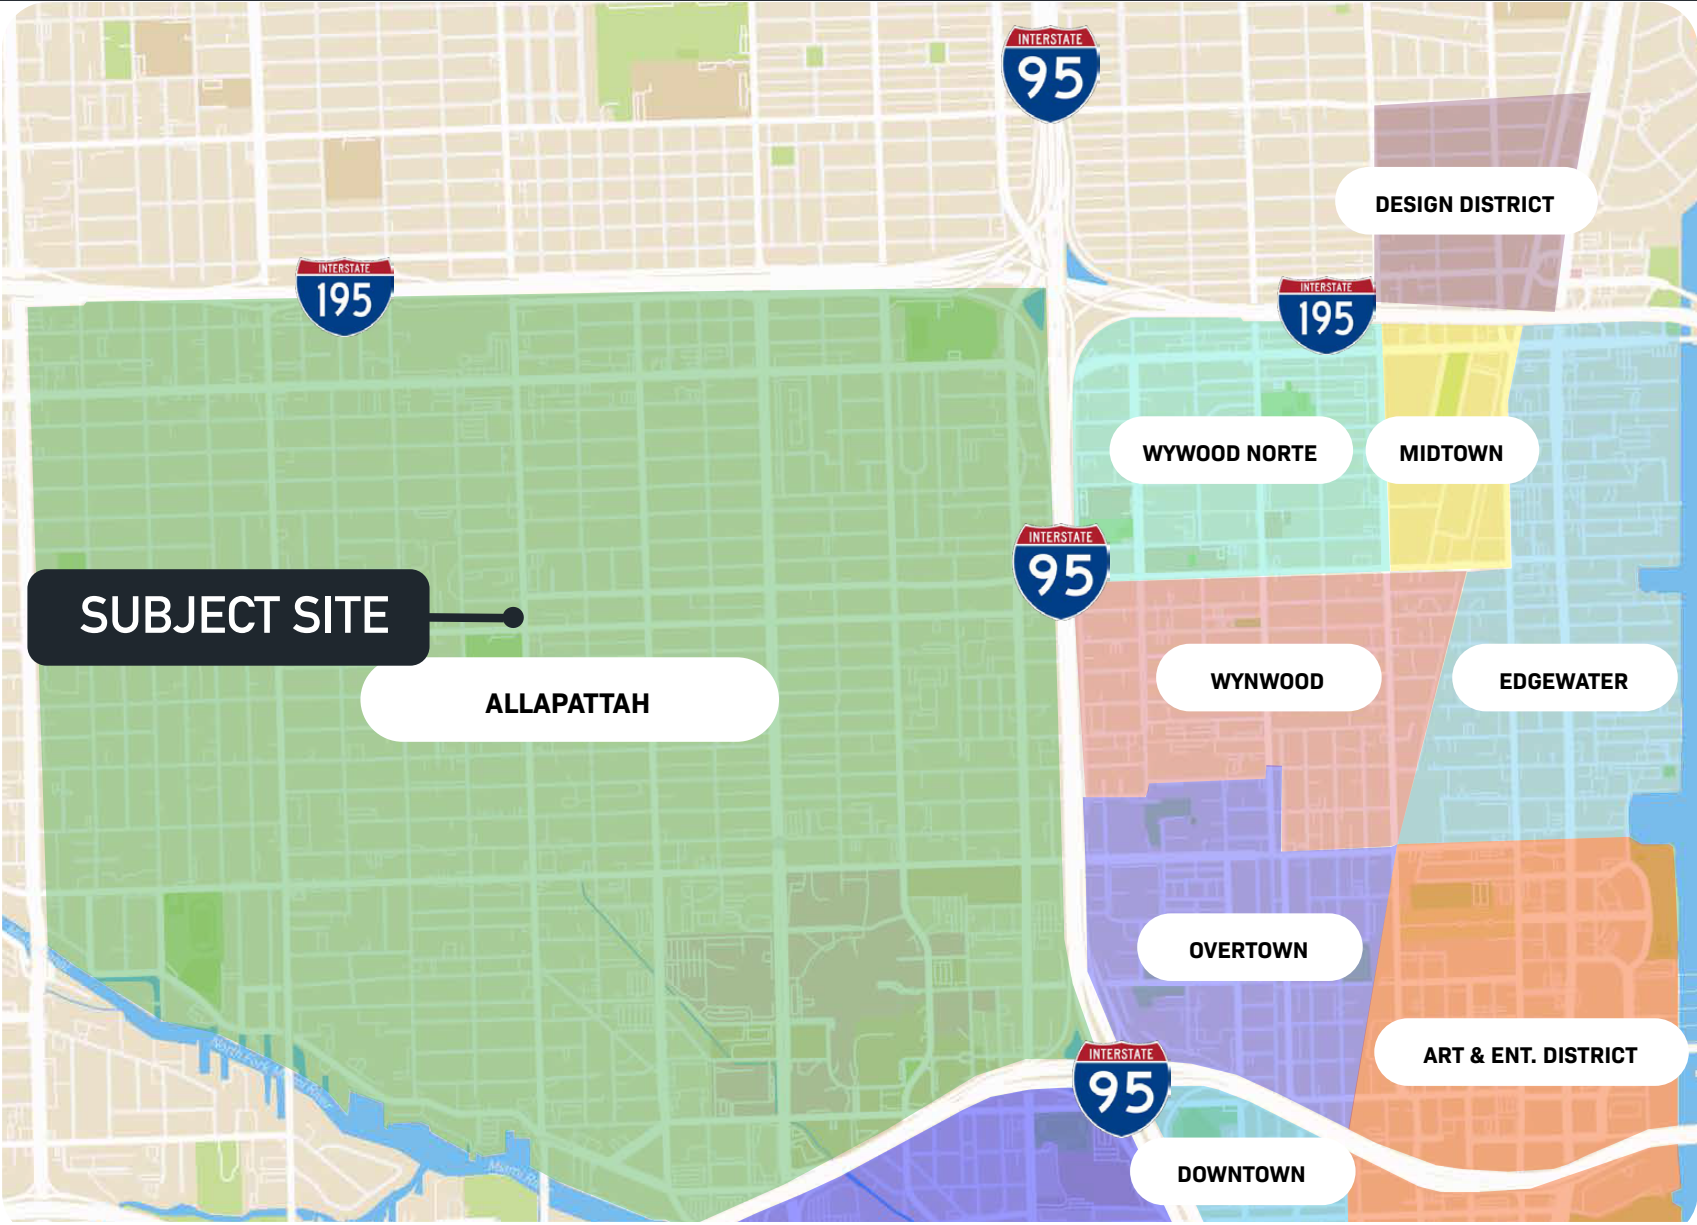 INTERSTATE
95
DESIGN DISTRICT
INTERSTATE
195
INTERSTATE
195
WYWOOD NORTE
MIDTOWN
INTERSTATE
95
SUBJECT SITE
ALLAPATTAH
WYNWOOD
EDGEWATER
OVERTOWN
ART & ENT. DISTRICT
INTERSTATE
95
DOWNTOWN